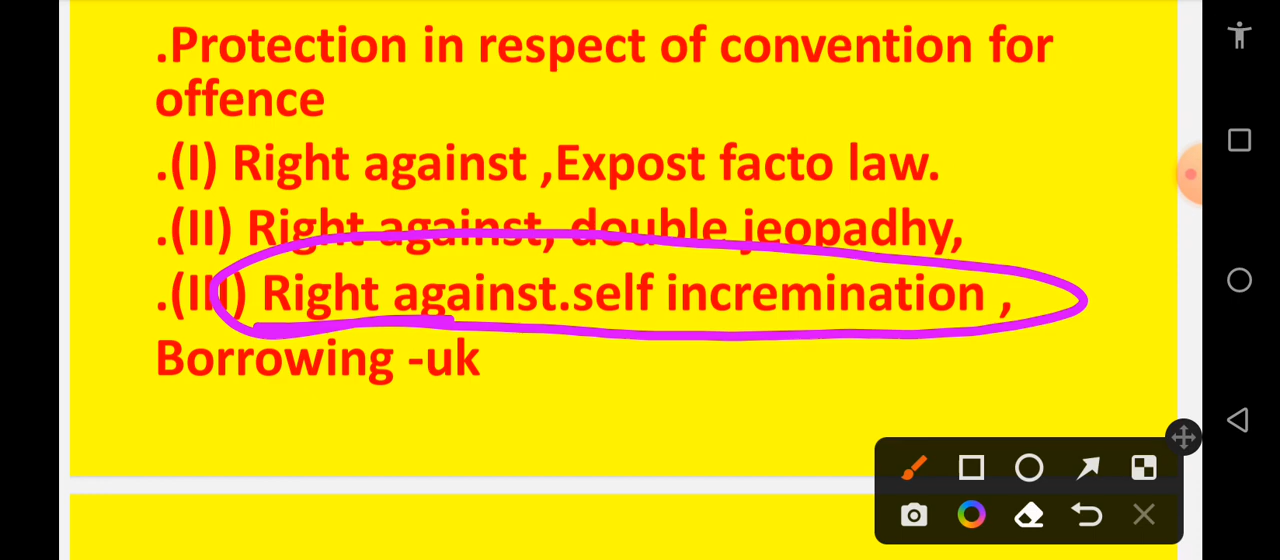 .Protection in respect of convention for
offence
.(I) Right against ,Expost facto law.
.(II) Right against, double jeopadhy,
.(III) Right against.self incremination ,
Borrowing -uk